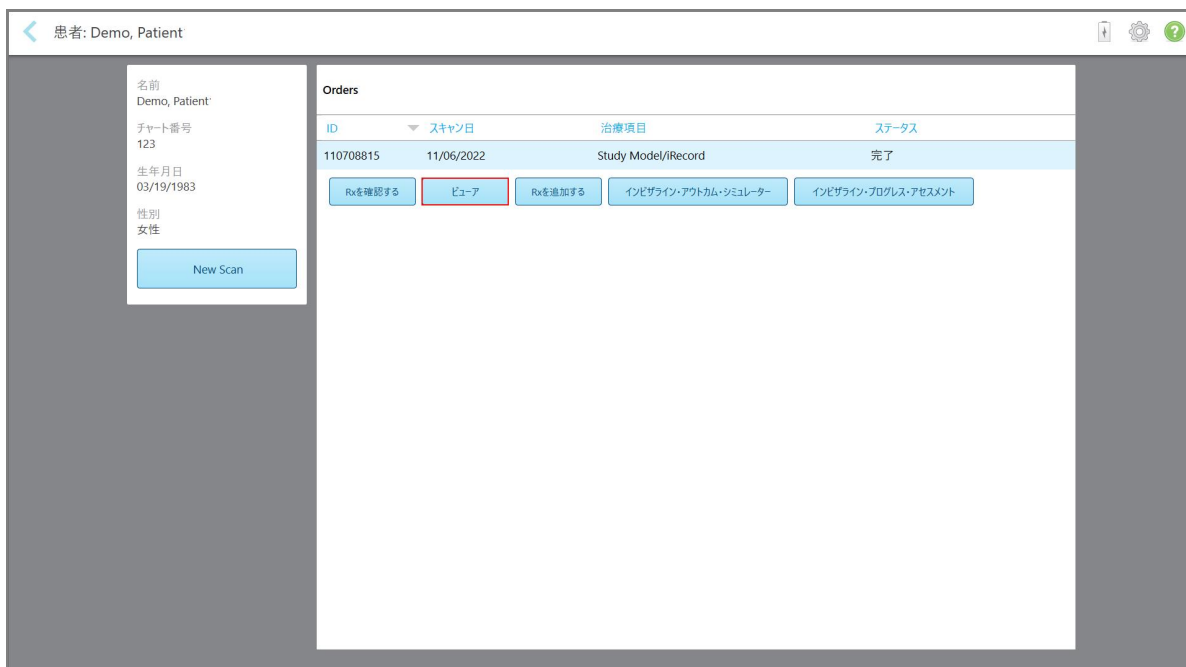 患者: Demo, Patient
名前
Demo, Patient
チャート番号
123
生年月日
03/19/1983
性別
女性
New Scan
Orders
ID スキャン日 治療項目 ステータス
110708815 11/06/2022 Study Model/iRecord 完了
Rxを確認する ビューア Rxを追加する インビザライン・アウトカム・シミュレーター インビザライン・プログレス・アセスメント